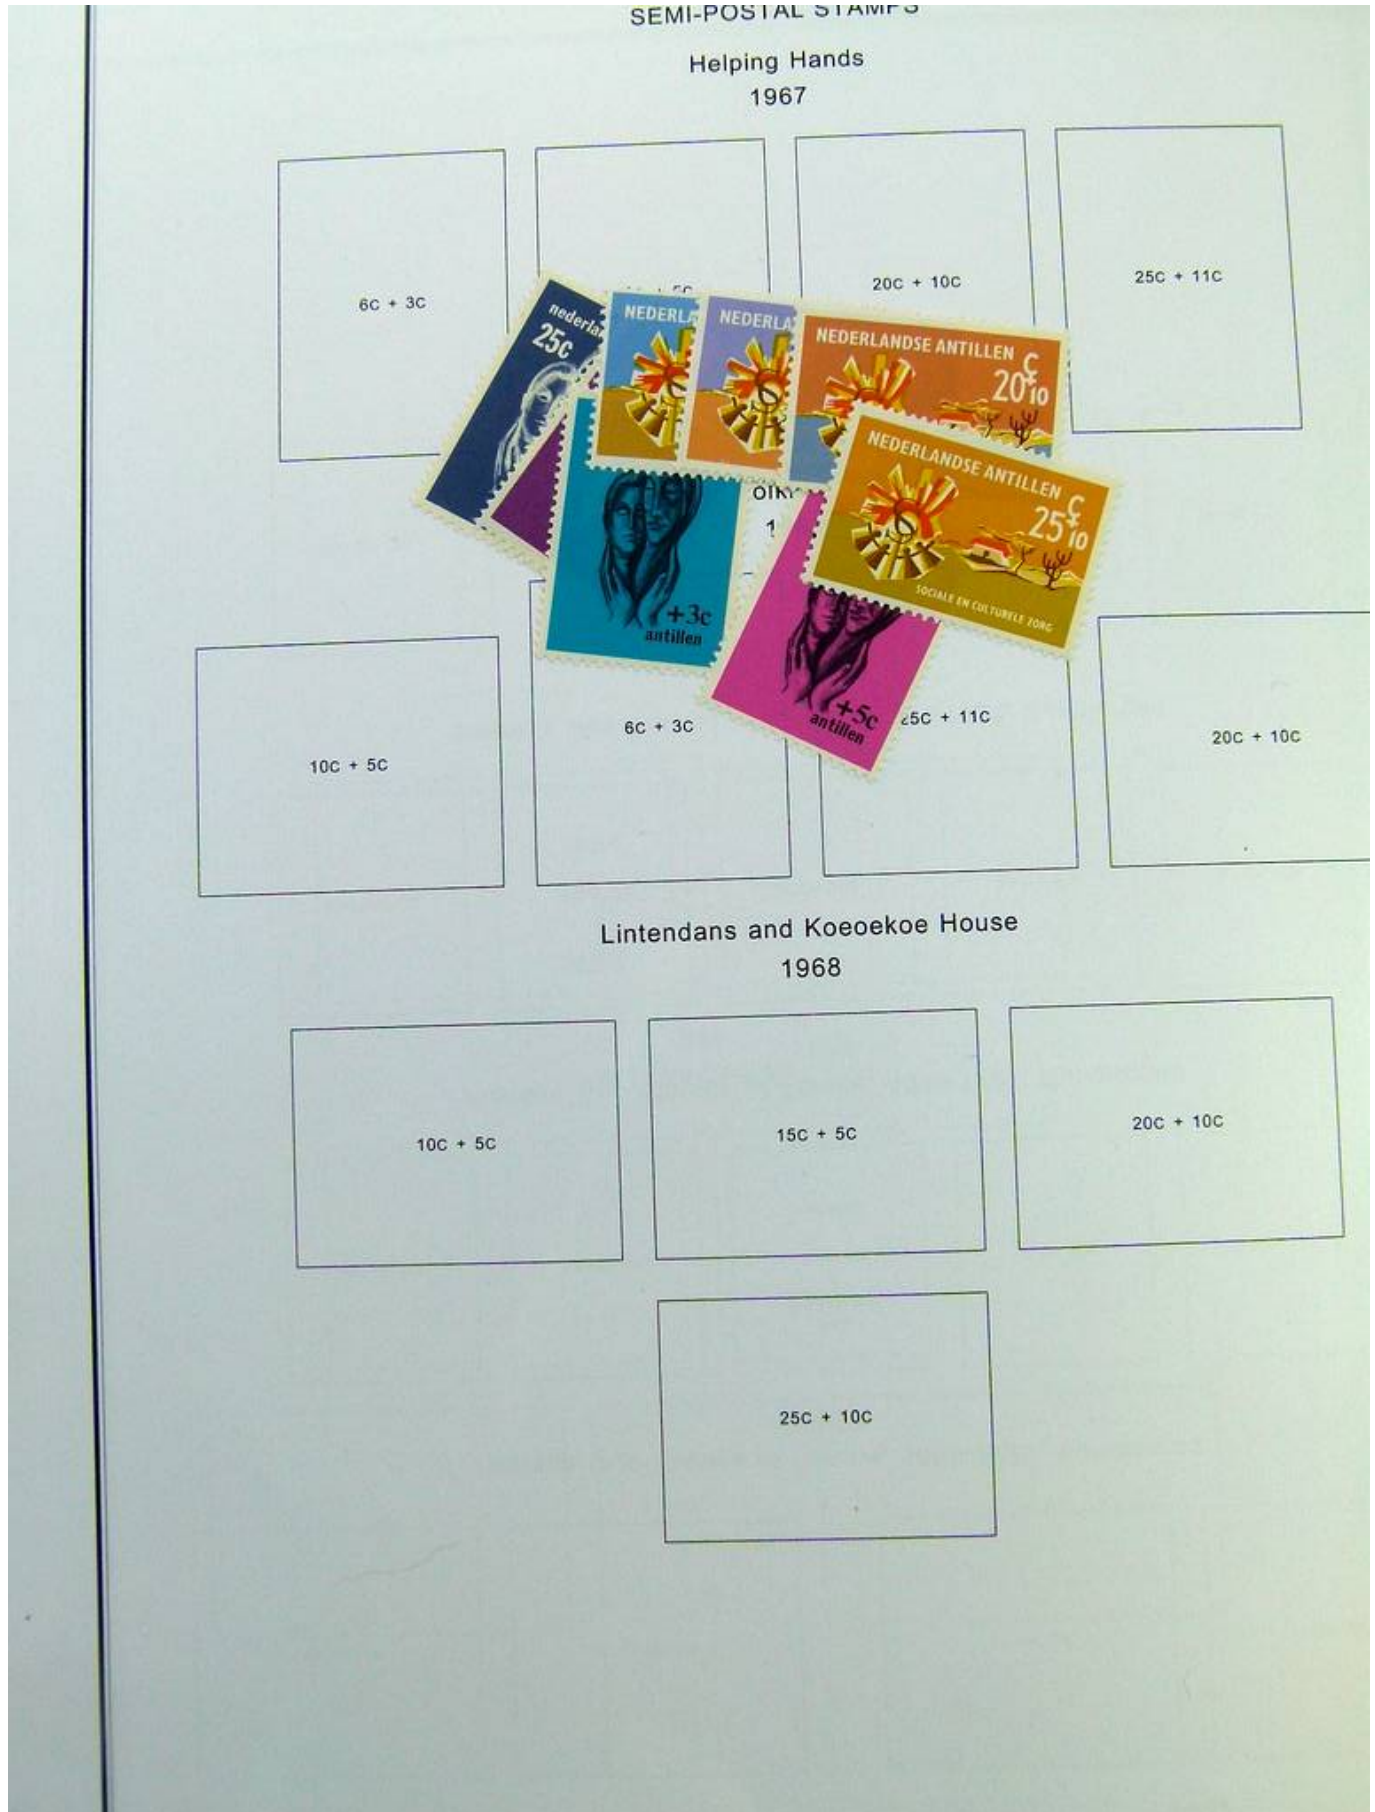 SEMI-POSTAL STAMPS
Helping Hands
1967
6C + 3C
5C
20C + 10C
25C + 11C
nederla
25c
NEDERLA
NEDERLA
NEDERLANDSE ANTILLEN
20 c + 10
NEDERLANDSE ANTILLEN
25 c + 10
SOCIALE EN CULTURELE ZORG
+3c
antillen
+5c
antillen
10C + 5C
6C + 3C
25C + 11C
20C + 10C
Lintendans and Koeoekoe House
1968
10C + 5C
15C + 5C
20C + 10C
25C + 10C